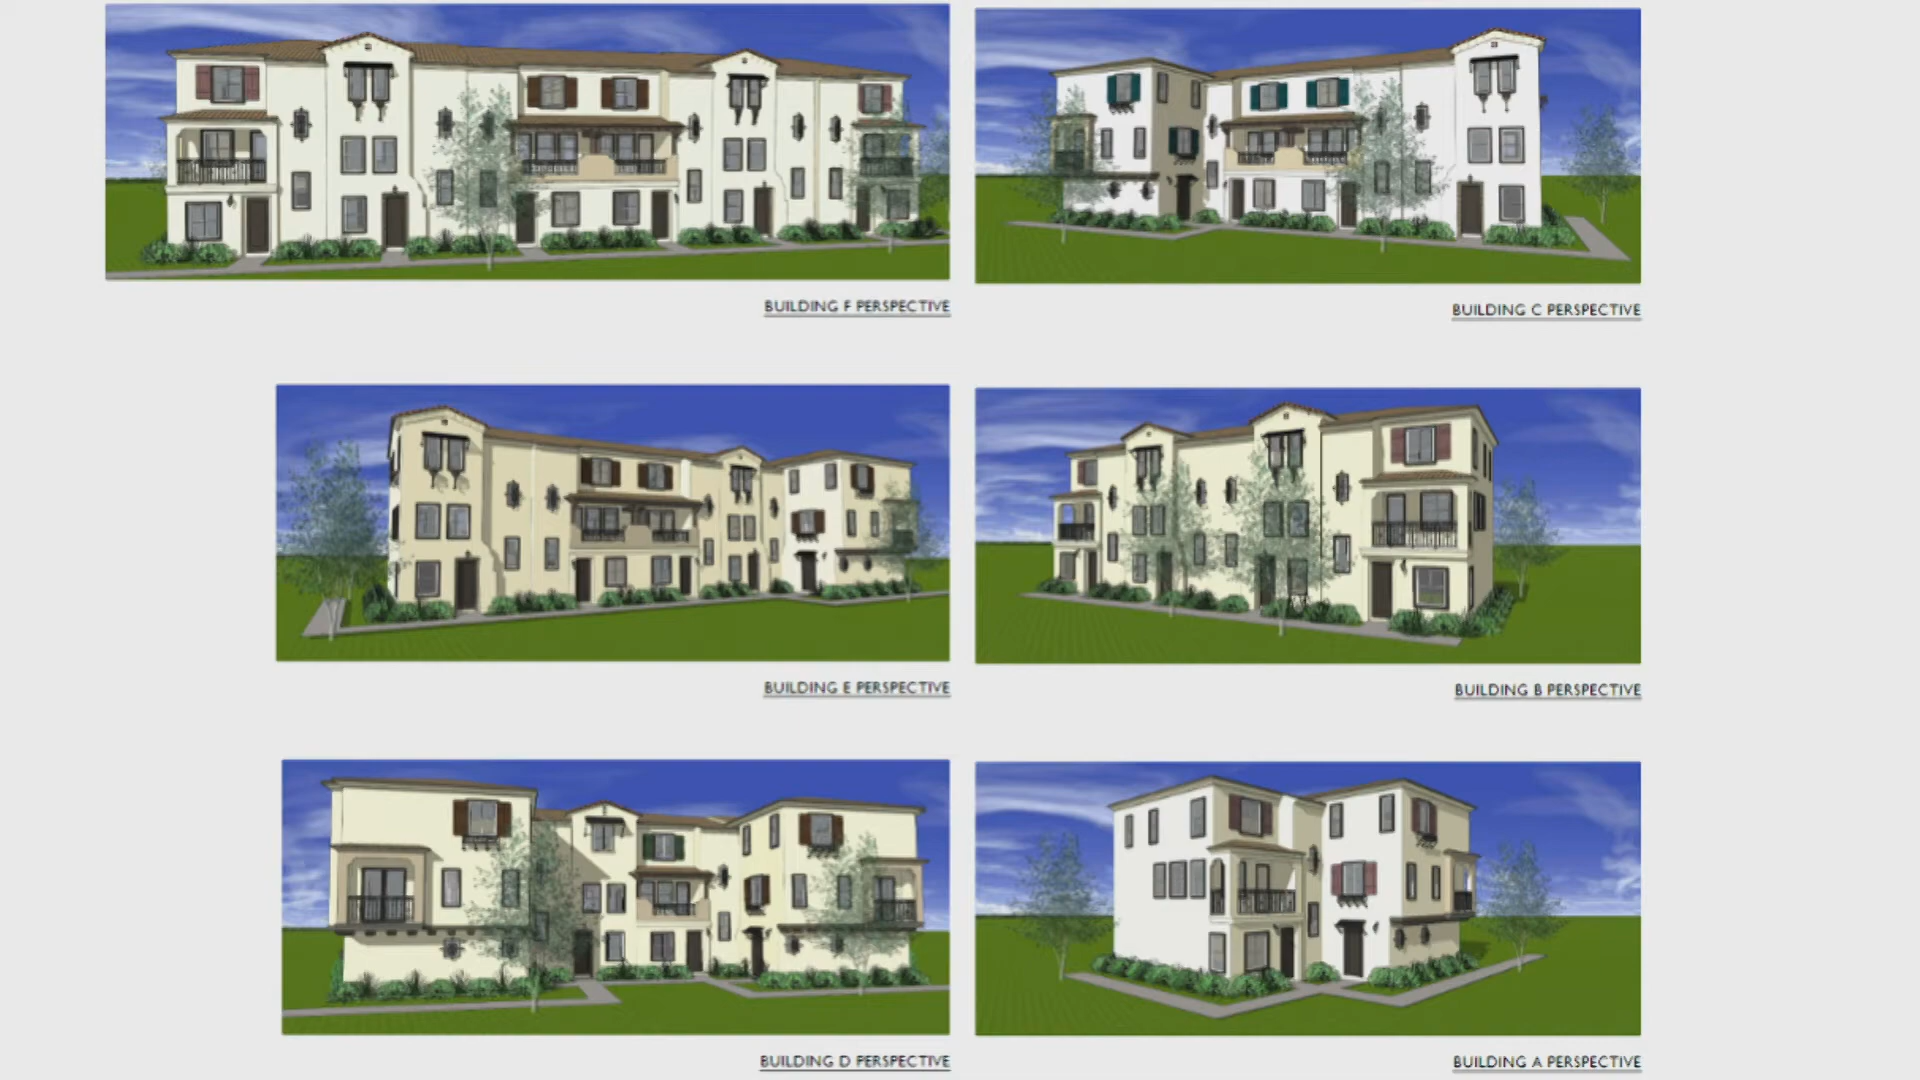 BUILDING F PERSPECTIVE
BUILDING C PERSPECTIVE
BUILDING E PERSPECTIVE
BUILDING B PERSPECTIVE
BUILDING D PERSPECTIVE
BUILDING A PERSPECTIVE